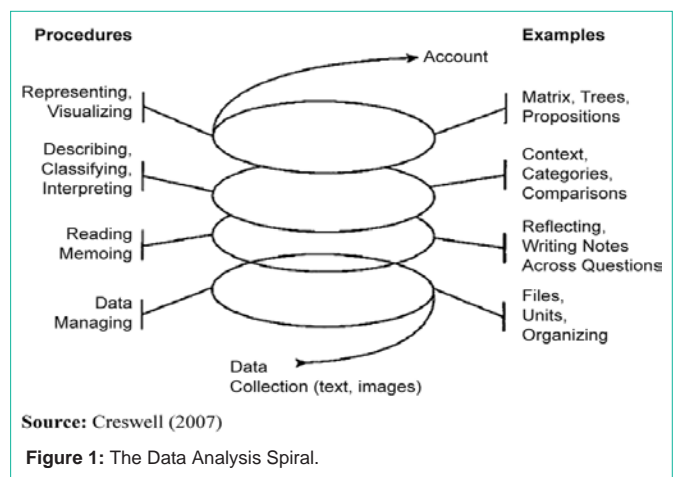 Procedures
Examples
Account
Representing,
Visualizing
Matrix, Trees,
Propositions
Describing,
Classifying,
Interpreting
Context,
Categories,
Comparisons
Reading
Memoing
Reflecting,
Writing Notes
Across Questions
Data
Managing
Files,
Units,
Organizing
Data
Collection (text, images)
Source: Creswell (2007)
Figure 1: The Data Analysis Spiral.